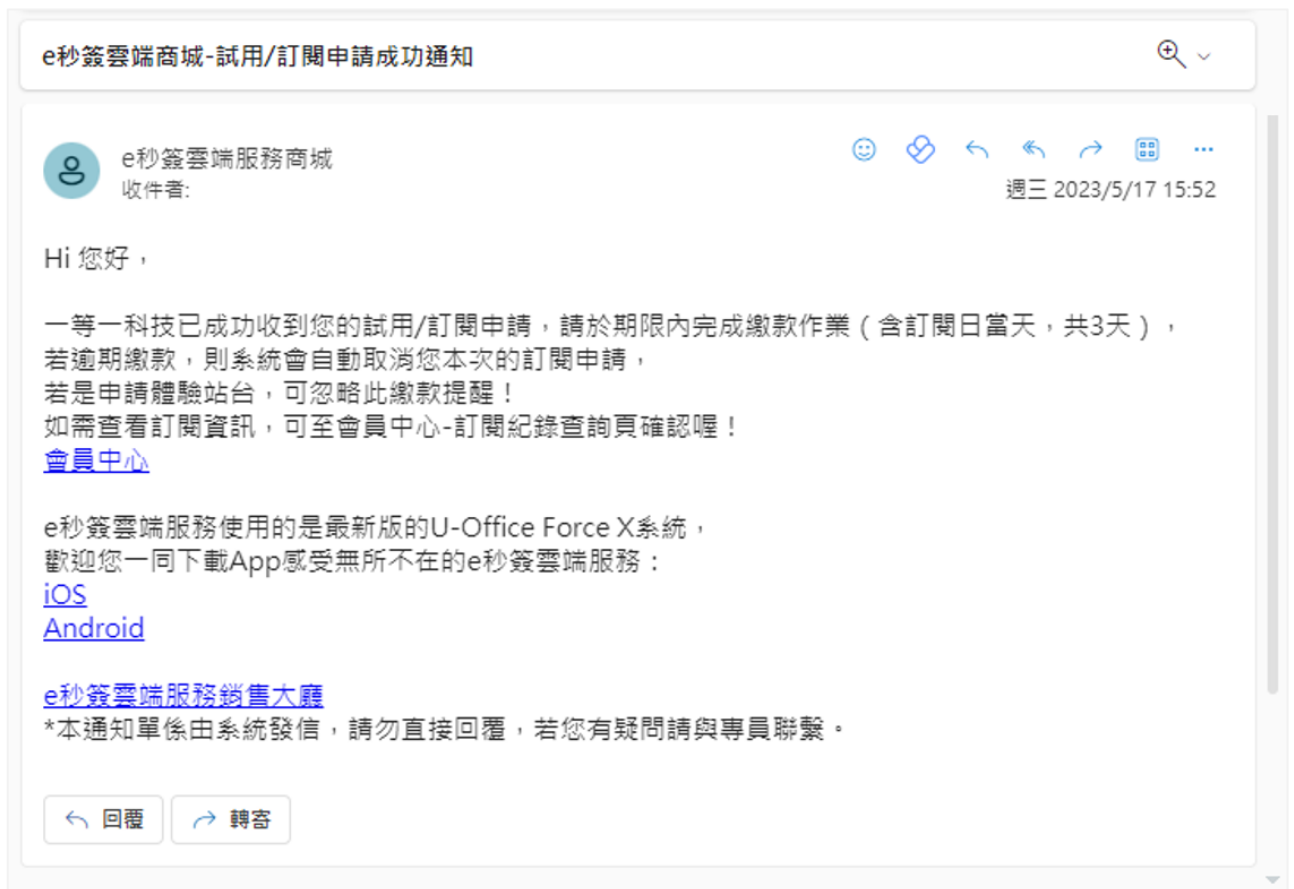 e秒簽雲端商城-試用/訂閱申請成功通知
e秒簽雲端服務商城
收件者:
週三 2023/5/17 15:52
Hi 您好，
一等一科技已成功收到您的試用/訂閱申請，請於期限內完成繳款作業（含訂閱日當天，共3天），
若逾期繳款，則系統會自動取消您本次的訂閱申請，
若是申請體驗站台，可忽略此繳款提醒！
如需查看訂閱資訊，可至會員中心-訂閱紀錄查詢頁確認喔！
會員中心
e秒簽雲端服務使用的是最新版的U-Office Force X系統，
歡迎您一同下載App感受無所不在的e秒簽雲端服務：
iOS
Android
e秒簽雲端服務銷售大廳
*本通知單係由系統發信，請勿直接回覆，若您有疑問請與專員聯繫。
回覆
轉寄